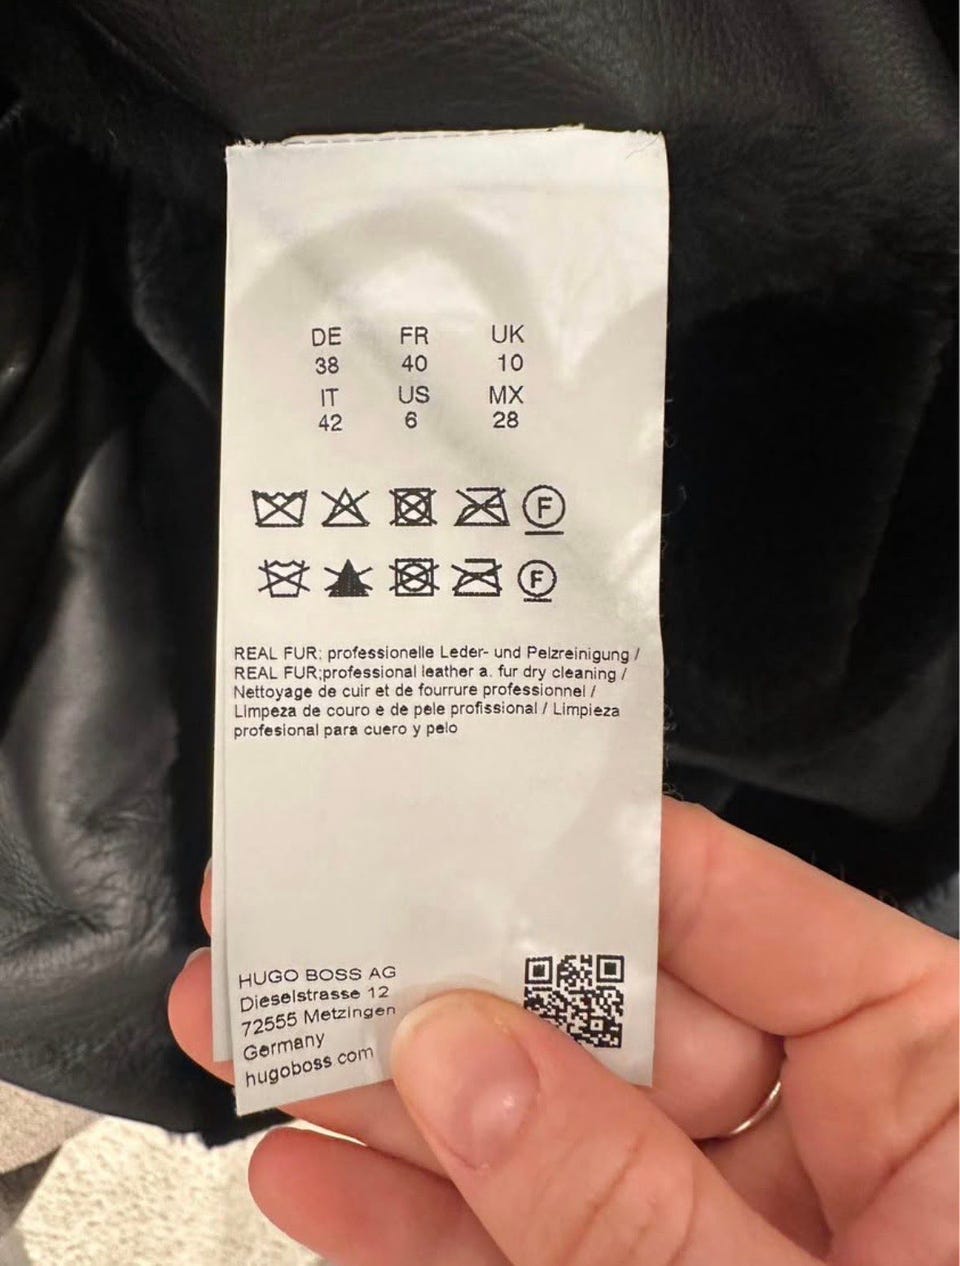 DE FR UK
38 40 10
IT US MX
42 6 28
F
F
REAL FUR: professionelle Leder- und Pelzreinigung /
REAL FUR;professional leather a. fur dry cleaning /
Nettoyage de cuir et de fourrure professionnel /
Limpeza de couro e de pele profissional / Limpieza
profesional para cuero y pelo
HUGO BOSS AG
Dieselstrasse 12
72555 Metzingen
Germany
hugoboss.com